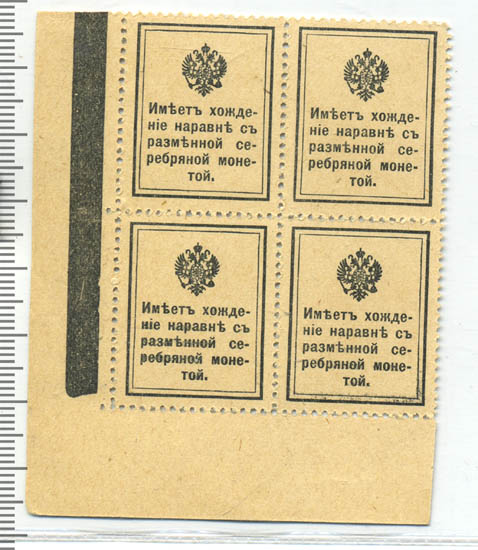 Имѣетъ хожде-
ніе наравнѣ съ
размѣнной се-
ребряной моне-
той.
Имѣетъ хожде-
ніе наравнѣ съ
размѣнной се-
ребряной моне-
той.
Имѣетъ хожде-
ніе наравнѣ съ
размѣнной се-
ребряной моне-
той.
Имѣетъ хожде-
ніе наравнѣ съ
размѣнной се-
ребряной моне-
той.